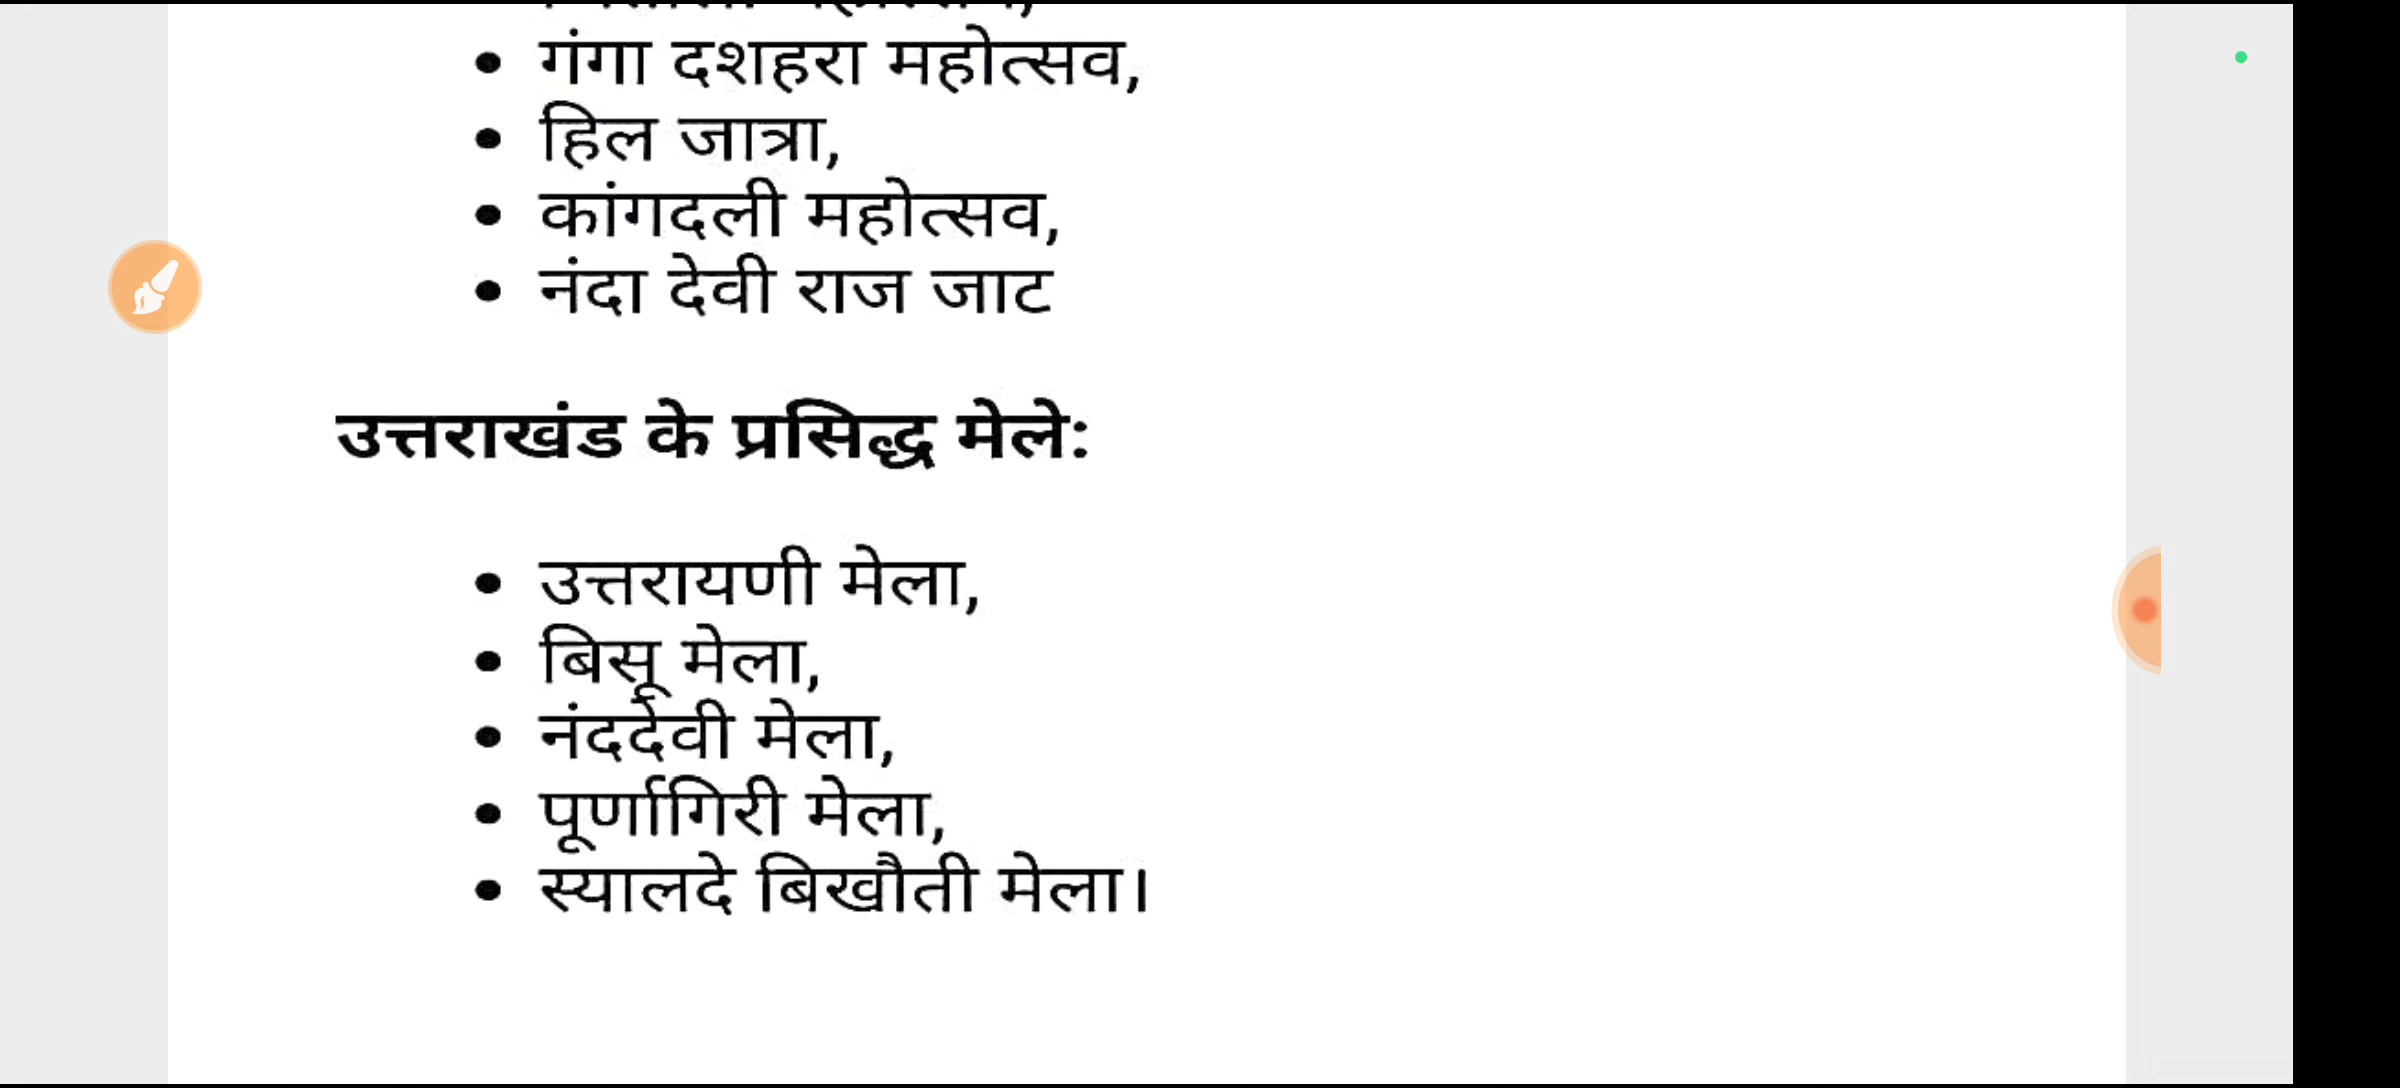 • गंगा दशहरा महोत्सव,
• हिल जात्रा,
• कांगदली महोत्सव,
• नंदा देवी राज जाट
उत्तराखंड के प्रसिद्ध मेले:
• उत्तरायणी मेला,
• बिसू मेला,
• नंददेवी मेला,
• पूर्णागिरी मेला,
• स्यालदे बिखौती मेला।